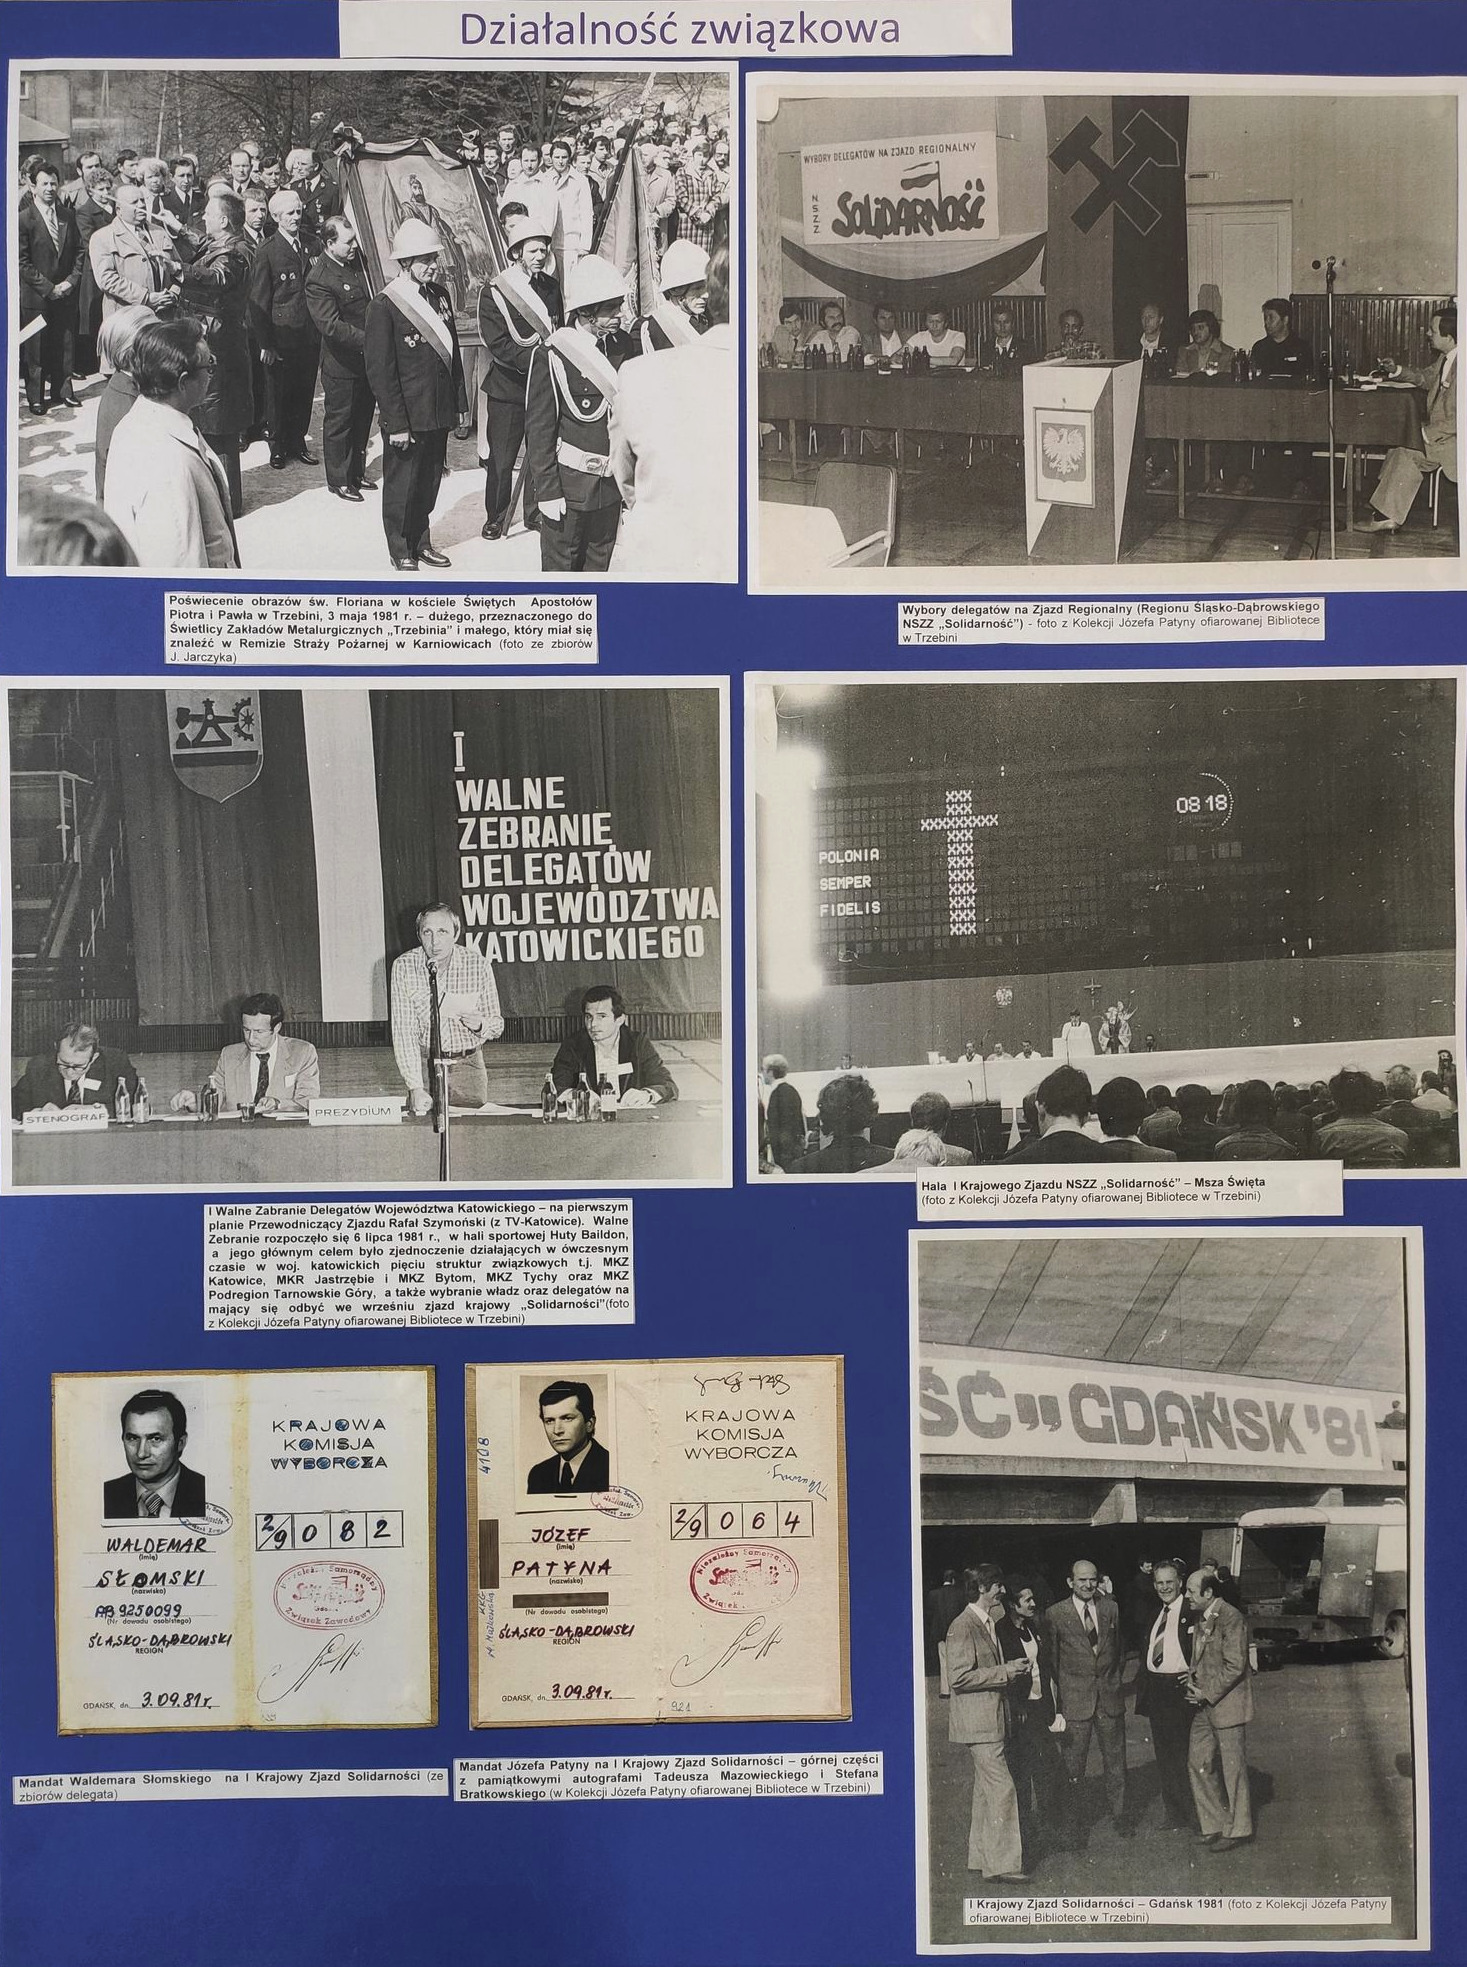 Działalność związkowa
WYBORY DELEGATÓW NA ZJAZD REGIONALNY
N.S.Z.Z.
SOLIDARNOŚĆ
Poświecenie obrazów św. Floriana w kościele Świętych Apostołów
Piotra i Pawła w Trzebini, 3 maja 1981 r. – dużego, przeznaczonego do
Świetlicy Zakładów Metalurgicznych „Trzebinia" i małego, który miał się
znaleźć w Remizie Straży Pożarnej w Karniowicach (foto ze zbiorów
J. Jarczyka)
Wybory delegatów na Zjazd Regionalny (Regionu Śląsko-Dąbrowskiego
NSZZ „Solidarność") - foto z Kolekcji Józefa Patyny ofiarowanej Bibliotece
w Trzebini
I
WALNE
ZEBRANIE
DELEGATÓW
WOJEWÓDZTWA
KATOWICKIEGO
STENOGRAF
PREZYDIUM
08 18
POLONIA
SEMPER
FIDELIS
I Walne Zabranie Delegatów Województwa Katowickiego – na pierwszym
planie Przewodniczący Zjazdu Rafał Szymoński (z TV-Katowice). Walne
Zebranie rozpoczęło się 6 lipca 1981 r., w hali sportowej Huty Baildon,
a jego głównym celem było zjednoczenie działających w ówczesnym
czasie w woj. katowickich pięciu struktur związkowych t.j. MKZ
Katowice, MKR Jastrzębie i MKZ Bytom, MKZ Tychy oraz MKZ
Podregion Tarnowskie Góry, a także wybranie władz oraz delegatów na
mający się odbyć we wrześniu zjazd krajowy „Solidarności"(foto
z Kolekcji Józefa Patyny ofiarowanej Bibliotece w Trzebini)
Hala I Krajowego Zjazdu NSZZ „Solidarność" – Msza Święta
(foto z Kolekcji Józefa Patyny ofiarowanej Bibliotece w Trzebini)
KRAJOWA
KOMISJA
WYBORCZA
2/9 0 8 2
WALDEMAR
(imię)
SŁOMSKI
(nazwisko)
AB 9250099
(Nr dowodu osobistego)
ŚLĄSKO-DĄBROWSKI
REGION
GDAŃSK, dn. 3.09.81r.
Związek Zawodowy
4108
KRAJOWA
KOMISJA
WYBORCZA
2/9 0 6 4
JÓZEF
(imię)
PATYNA
(nazwisko)
(Nr dowodu osobistego)
ŚLĄSKO-DĄBROWSKI
REGION
GDAŃSK, dn. 3.09.81r.
Niezależny Samorządny
Związek Zawodowy
921
ŚĆ" GDAŃSK'81
Mandat Waldemara Słomskiego na I Krajowy Zjazd Solidarności (ze
zbiorów delegata)
Mandat Józefa Patyny na I Krajowy Zjazd Solidarności – górnej części
z pamiątkowymi autografami Tadeusza Mazowieckiego i Stefana
Bratkowskiego (w Kolekcji Józefa Patyny ofiarowanej Bibliotece w Trzebini)
I Krajowy Zjazd Solidarności – Gdańsk 1981 (foto z Kolekcji Józefa Patyny
ofiarowanej Bibliotece w Trzebini)